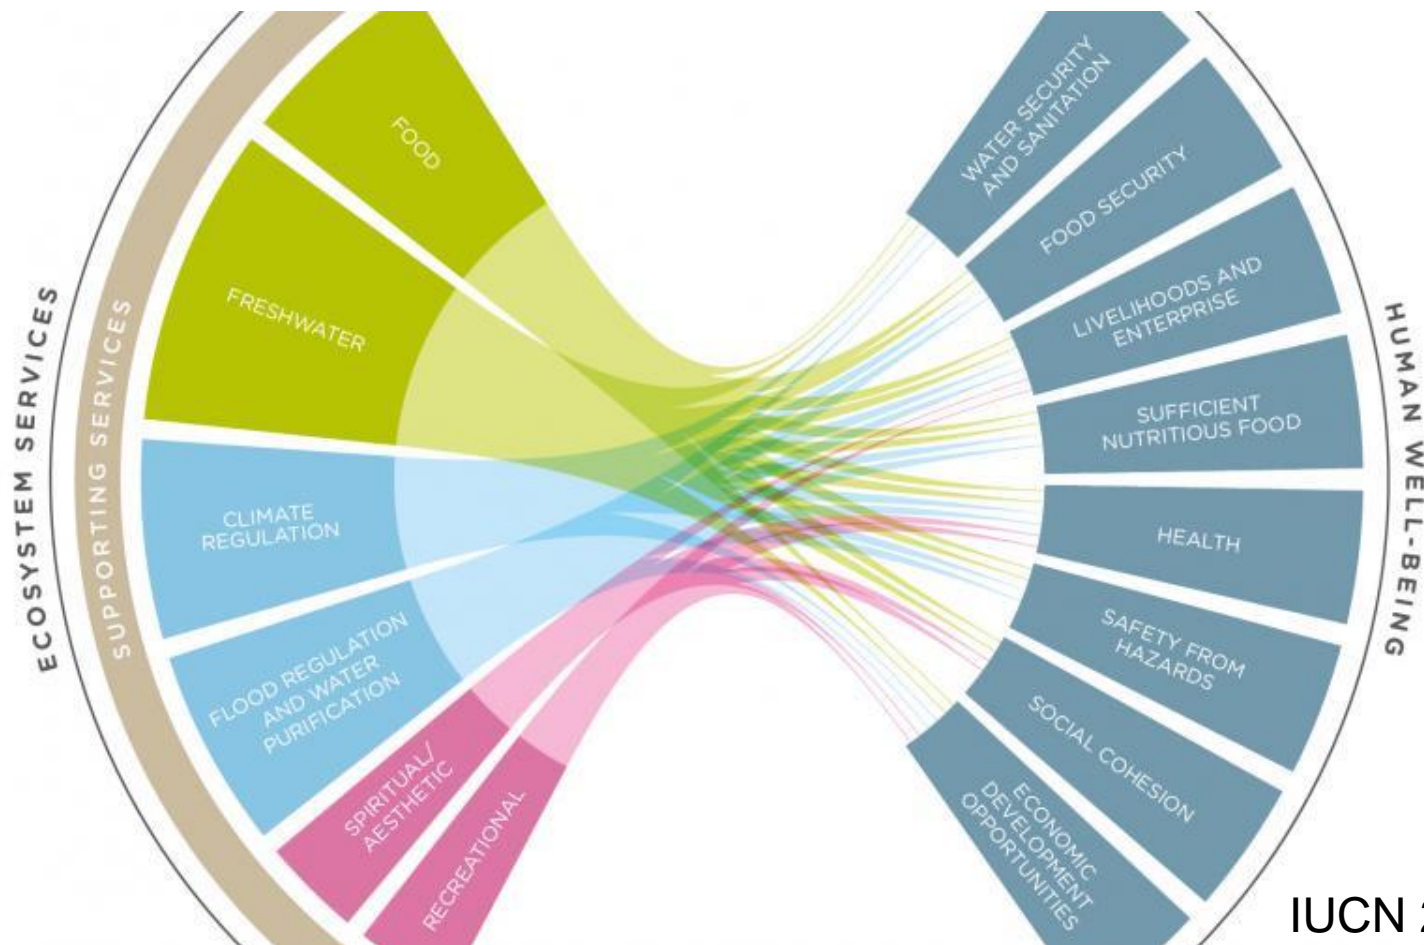 ECOSYSTEM SERVICES
SUPPORTING SERVICES
FOOD
FRESHWATER
CLIMATE
REGULATION
FLOOD REGULATION
AND WATER
PURIFICATION
SPIRITUAL/
AESTHETIC
RECREATIONAL
WATER SECURITY
AND SANITATION
FOOD SECURITY
LIVELIHOODS AND
ENTERPRISE
SUFFICIENT
NUTRITIOUS FOOD
HEALTH
SAFETY FROM
HAZARDS
SOCIAL COHESION
ECONOMIC
DEVELOPMENT
OPPORTUNITIES
HUMAN WELL-BEING
IUCN